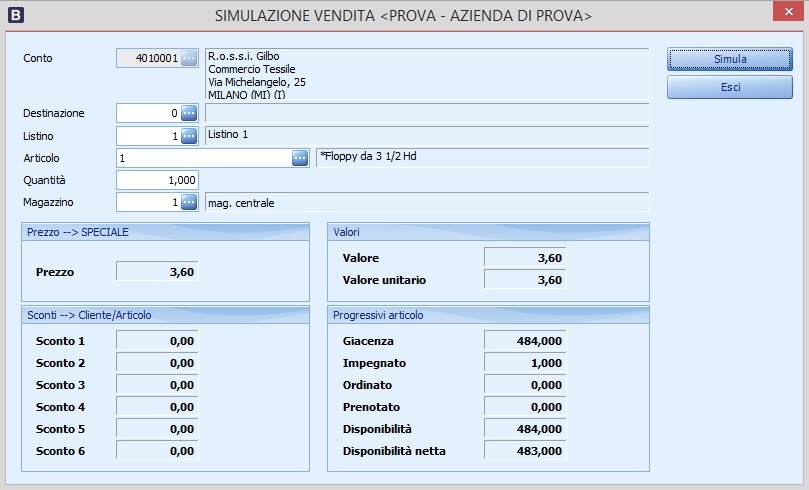 B SIMULAZIONE VENDITA <PROVA - AZIENDA DI PROVA> x
Conto 4010001 ... R.o.s.s.i. Gilbo
Commercio Tessile
Via Michelangelo, 25
MILANO (MI) (I)
Simula
Esci
Destinazione 0 ...
Listino 1 ... Listino 1
Articolo 1 ... *Floppy da 3 1/2 Hd
Quantità 1,000
Magazzino 1 ... mag. centrale
Prezzo --> SPECIALE
Prezzo 3,60
Valori
Valore 3,60
Valore unitario 3,60
Sconti --> Cliente/Articolo
Sconto 1 0,00
Sconto 2 0,00
Sconto 3 0,00
Sconto 4 0,00
Sconto 5 0,00
Sconto 6 0,00
Progressivi articolo
Giacenza 484,000
Impegnato 1,000
Ordinato 0,000
Prenotato 0,000
Disponibilità 484,000
Disponibilità netta 483,000